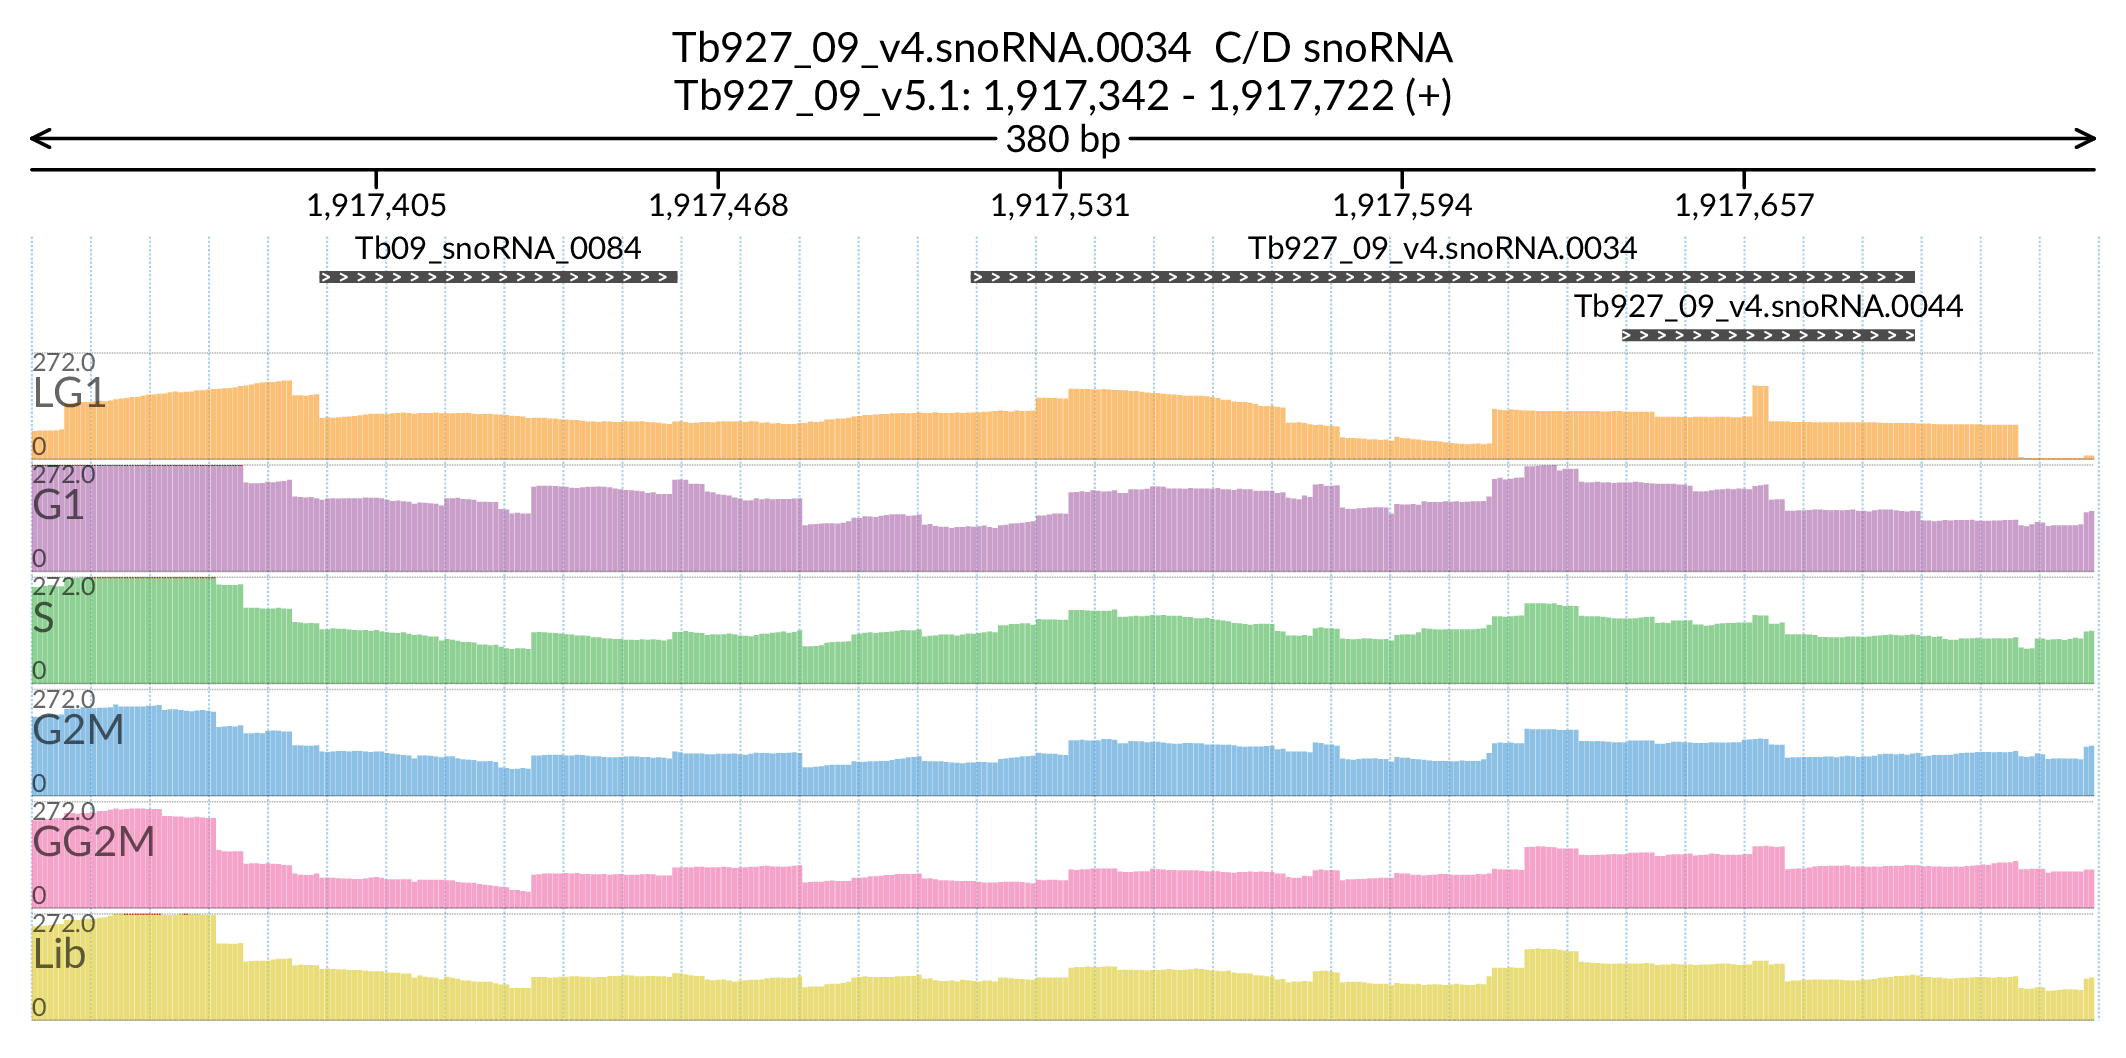 Tb927_09_v4.snoRNA.0034  C/D snoRNA
Tb927_09_v5.1: 1,917,342 - 1,917,722 (+)
380 bp
1,917,405 1,917,468 1,917,531 1,917,594 1,917,657
Tb09_snoRNA_0084 Tb927_09_v4.snoRNA.0034
Tb927_09_v4.snoRNA.0044
272.0
LG1
0
272.0
G1
0
272.0
S
0
272.0
G2M
0
272.0
GG2M
0
272.0
Lib
0